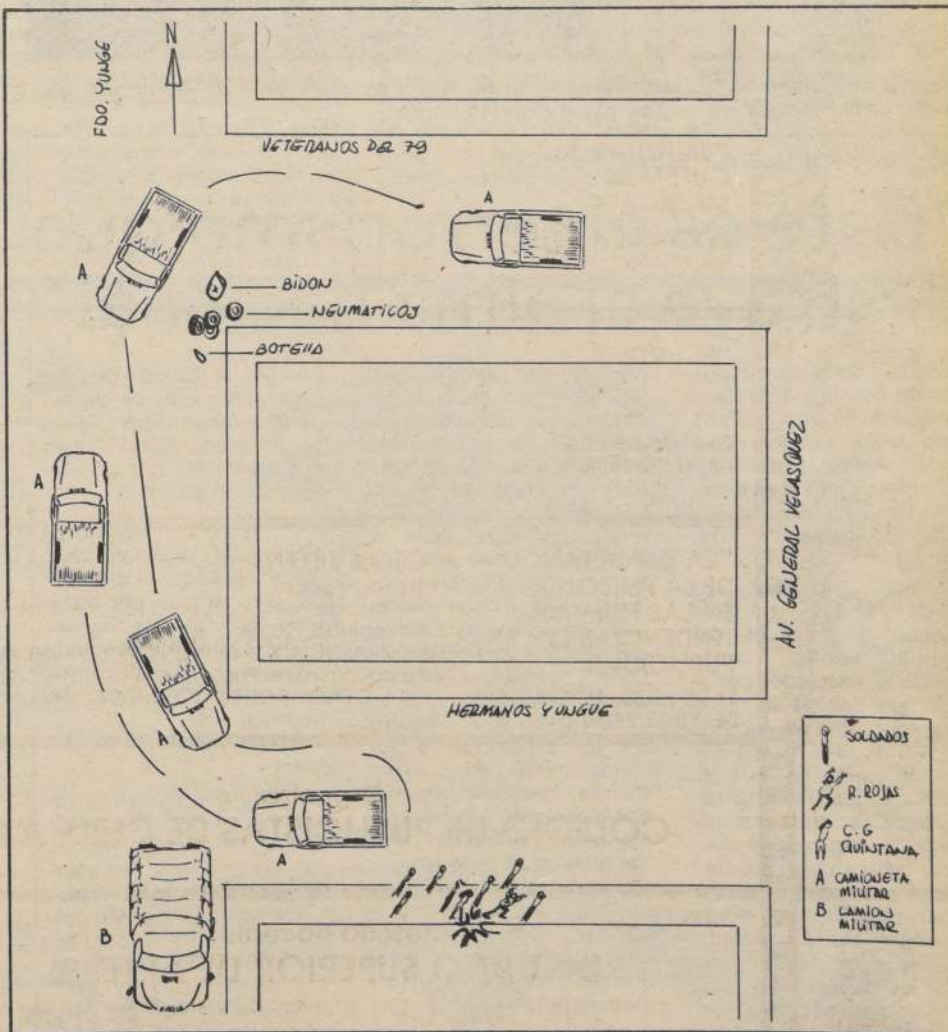 N
FDO. YUNGE
VETERANOS DEL 79
A
A
BIDON
NEUMATICOS
BOTELLA
A
AV. GENERAL VELASQUEZ
HERMANOS YUNGUE
A
A
B
SOLDADOS
R. ROJAS
C.G
QUINTANA
A CAMIONETA
MILITAR
B CAMION
MILITAR